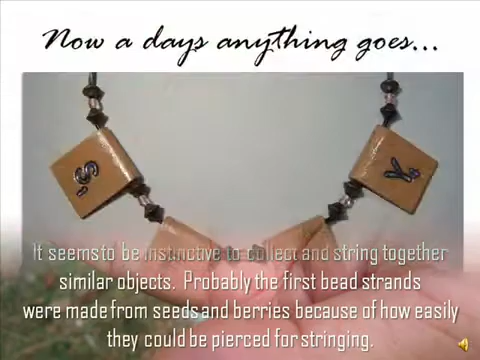 Now a days anything goes...
S'
Y
It seems to be instinctive to collect and string together
similar objects. Probably the first bead strands
were made from seeds and berries because of how easily
they could be pierced for stringing.